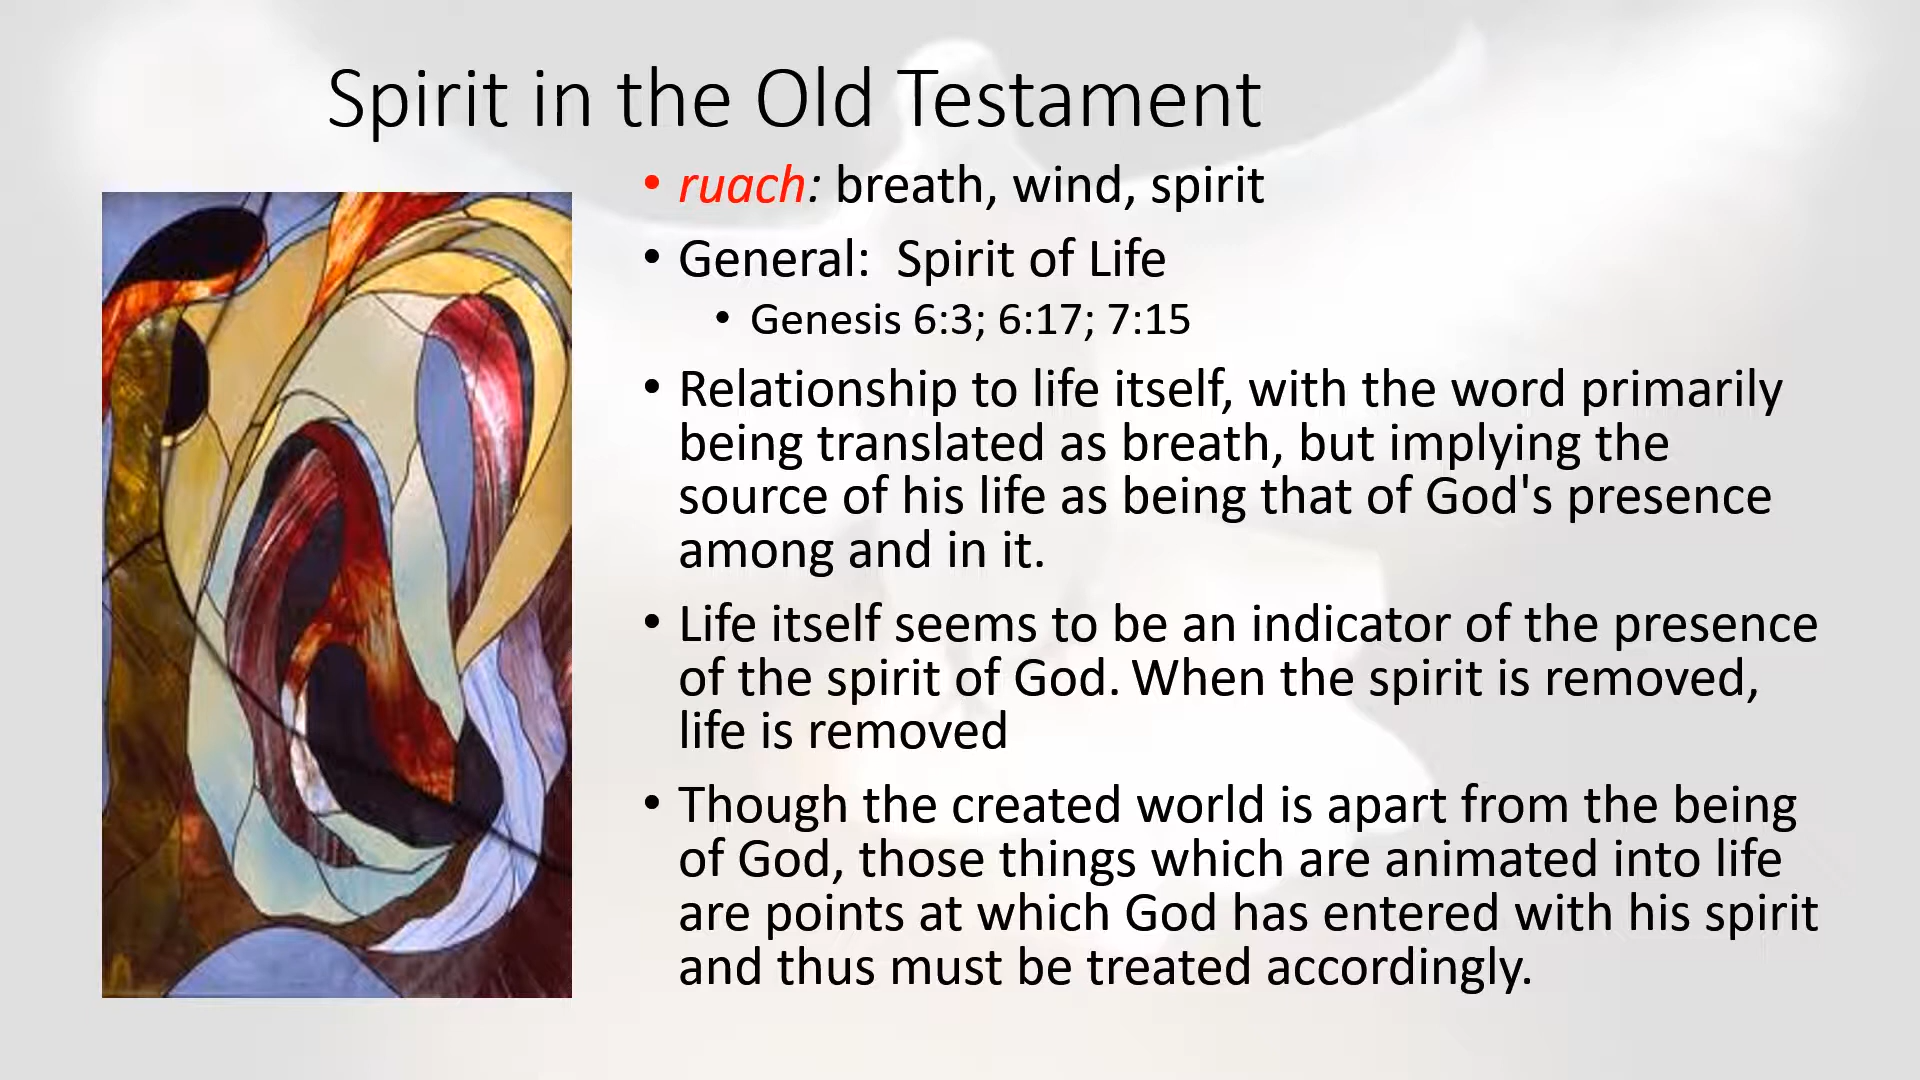 Spirit in the Old Testament
• ruach: breath, wind, spirit
• General:  Spirit of Life
• Genesis 6:3; 6:17; 7:15
• Relationship to life itself, with the word primarily
being translated as breath, but implying the
source of his life as being that of God's presence
among and in it.
• Life itself seems to be an indicator of the presence
of the spirit of God. When the spirit is removed,
life is removed
• Though the created world is apart from the being
of God, those things which are animated into life
are points at which God has entered with his spirit
and thus must be treated accordingly.